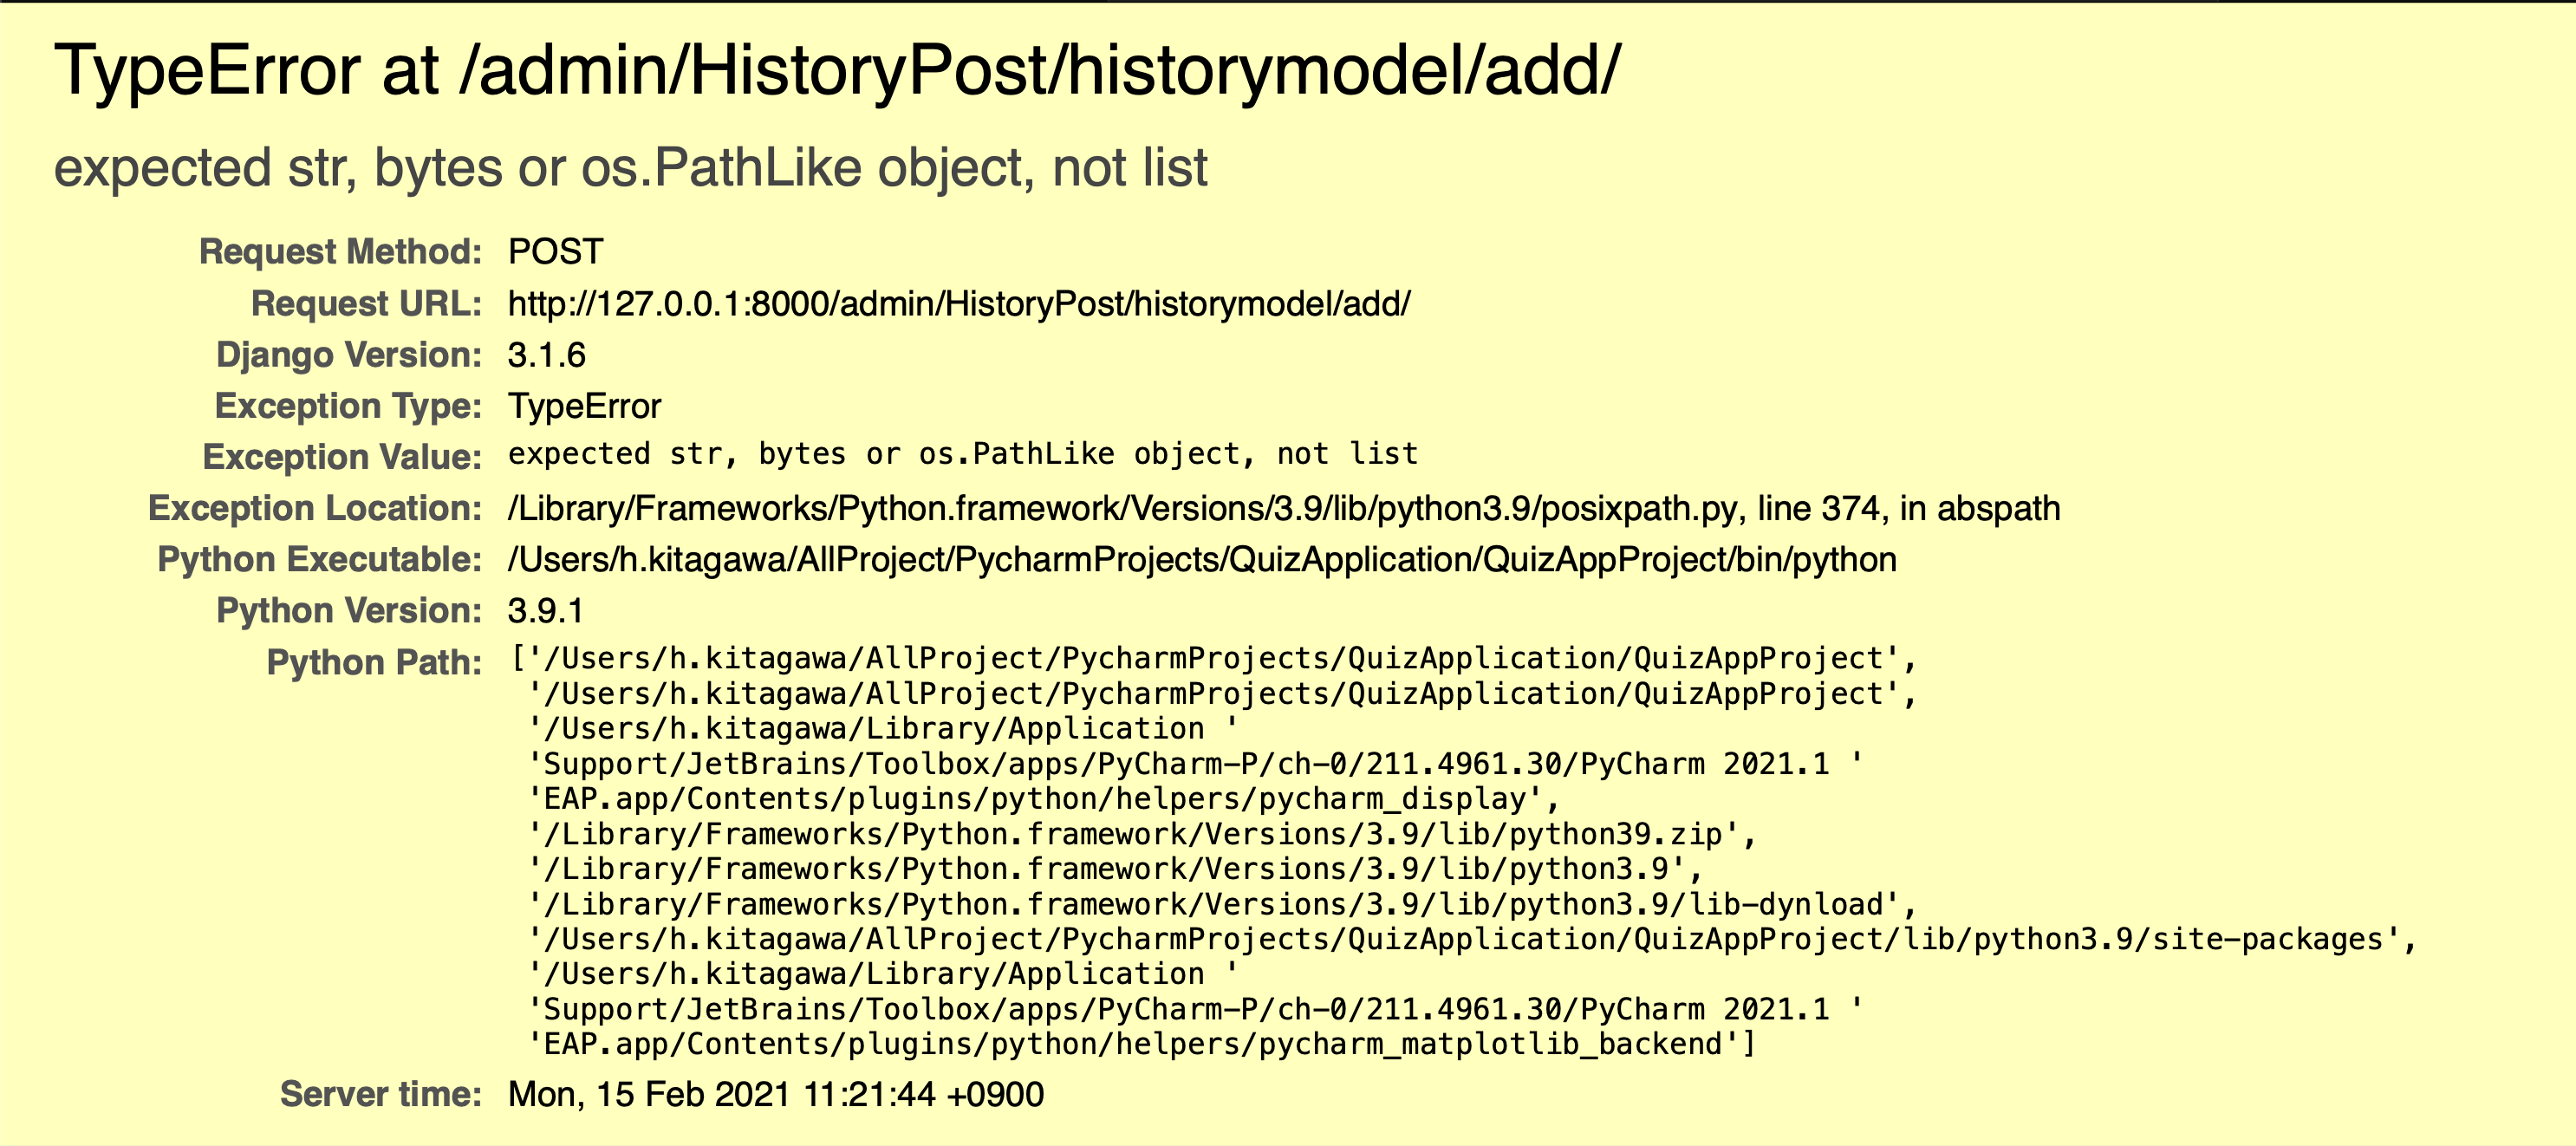 TypeError at /admin/HistoryPost/historymodel/add/
expected str, bytes or os.PathLike object, not list
Request Method: POST
Request URL: http://127.0.0.1:8000/admin/HistoryPost/historymodel/add/
Django Version: 3.1.6
Exception Type: TypeError
Exception Value: expected str, bytes or os.PathLike object, not list
Exception Location: /Library/Frameworks/Python.framework/Versions/3.9/lib/python3.9/posixpath.py, line 374, in abspath
Python Executable: /Users/h.kitagawa/AllProject/PycharmProjects/QuizApplication/QuizAppProject/bin/python
Python Version: 3.9.1
Python Path: ['/Users/h.kitagawa/AllProject/PycharmProjects/QuizApplication/QuizAppProject',
'/Users/h.kitagawa/AllProject/PycharmProjects/QuizApplication/QuizAppProject',
'/Users/h.kitagawa/Library/Application '
'Support/JetBrains/Toolbox/apps/PyCharm-P/ch-0/211.4961.30/PyCharm 2021.1 '
'EAP.app/Contents/plugins/python/helpers/pycharm_display',
'/Library/Frameworks/Python.framework/Versions/3.9/lib/python39.zip',
'/Library/Frameworks/Python.framework/Versions/3.9/lib/python3.9',
'/Library/Frameworks/Python.framework/Versions/3.9/lib/python3.9/lib-dynload',
'/Users/h.kitagawa/AllProject/PycharmProjects/QuizApplication/QuizAppProject/lib/python3.9/site-packages',
'/Users/h.kitagawa/Library/Application '
'Support/JetBrains/Toolbox/apps/PyCharm-P/ch-0/211.4961.30/PyCharm 2021.1 '
'EAP.app/Contents/plugins/python/helpers/pycharm_matplotlib_backend']
Server time: Mon, 15 Feb 2021 11:21:44 +0900